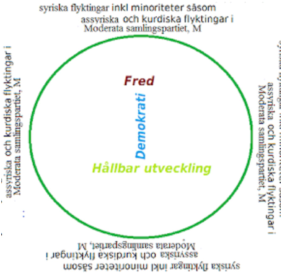 syriska flyktingar inkl minoriteter såsom
assyriska och kurdiska flyktingar i
Moderata samlingspartiet, M
Fred
Demokrati
Hållbar utveckling
assyriska och kurdiska flyktingar i
Moderata samlingspartiet, M
assyriska och kurdiska flyktingar i
Moderata samlingspartiet, M
syriska flyktingar inkl minoriteter såsom
assyriska och kurdiska flyktingar i
Moderata samlingspartiet, M